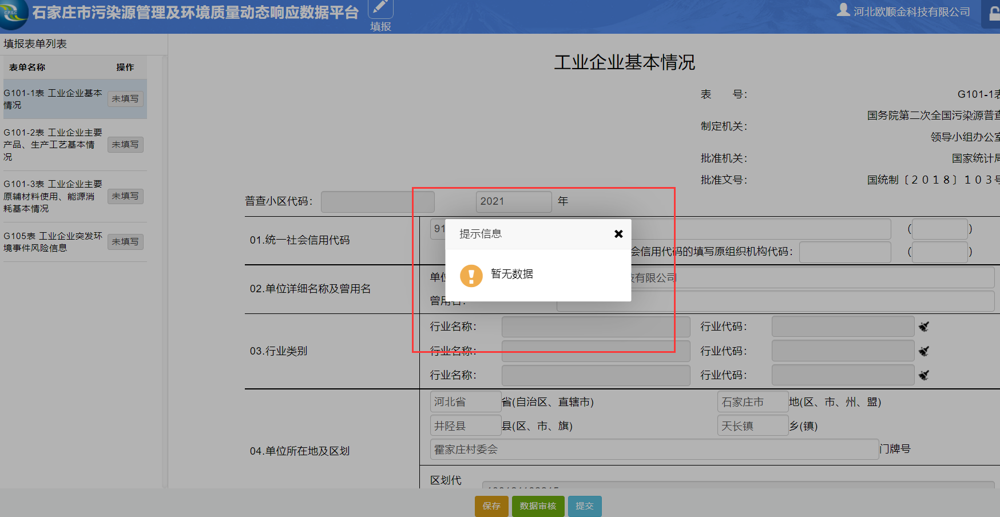 石家庄市污染源管理及环境质量动态响应数据平台
填报
河北欧顺金科技有限公司
填报表单列表
表单名称 操作
G101-1表 工业企业基本情况 未填写
G101-2表 工业企业主要产品、生产工艺基本情况 未填写
G101-3表 工业企业主要原辅材料使用、能源消耗基本情况 未填写
G105表 工业企业突发环境事件风险信息 未填写
工业企业基本情况
表 号： G101-1表
制定机关： 国务院第二次全国污染源普查
领导小组办公室
批准机关： 国家统计局
批准文号： 国统制〔２０１８〕１０３号
普查小区代码： 2021 年
01.统一社会信用代码 91 ( )
会信用代码的填写原组织机构代码： ( )
提示信息
暂无数据
02.单位详细名称及曾用名 单位 技有限公司
曾用名：
03.行业类别
行业名称： 行业代码：
行业名称： 行业代码：
行业名称： 行业代码：
04.单位所在地及区划
河北省 省(自治区、直辖市) 石家庄市 地(区、市、州、盟)
井陉县 县(区、市、旗) 天长镇 乡(镇)
霍家庄村委会 门牌号
区划代
保存 数据审核 提交